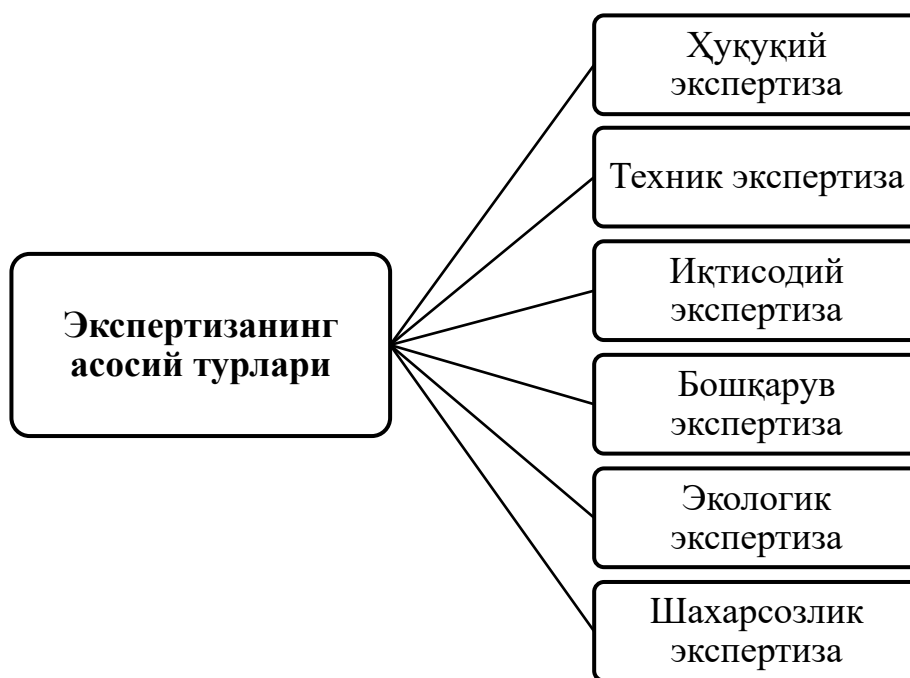 Экспертизанинг
асосий турлари
Ҳуқуқий
экспертиза
Техник экспертиза
Иқтисодий
экспертиза
Бошқарув
экспертиза
Экологик
экспертиза
Шахарсозлик
экспертиза